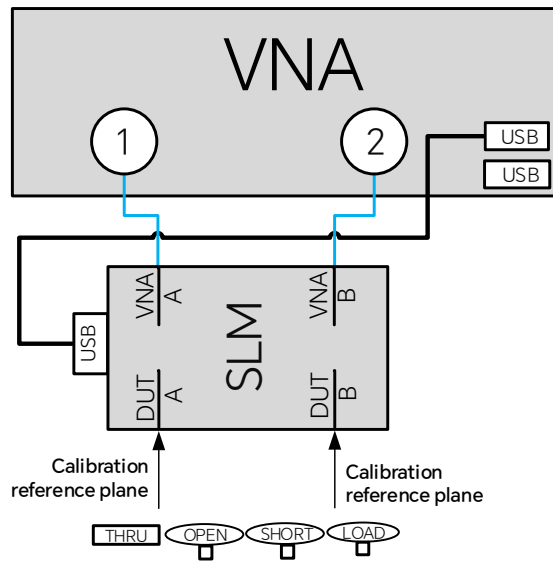 VNA
1
2
USB
USB
VNA
A
VNA
B
USB
SLM
DUT
A
DUT
B
Calibration
reference plane
Calibration
reference plane
THRU
OPEN
SHORT
LOAD